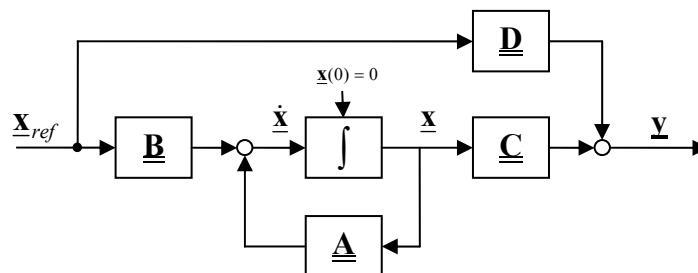 D
x(0) = 0
x_ref
B
ẋ
∫
x
C
y
A